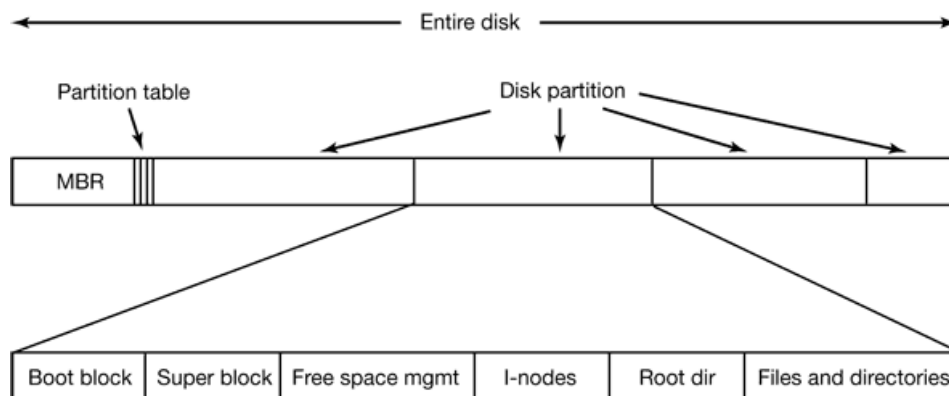 Entire disk
Partition table
Disk partition
MBR
Boot block
Super block
Free space mgmt
I-nodes
Root dir
Files and directories